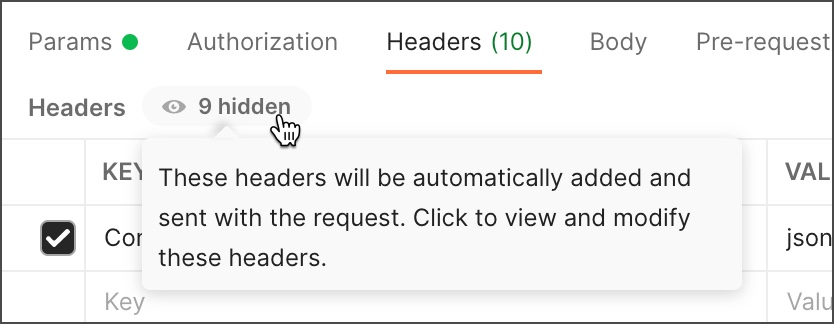 Params Authorization Headers (10) Body Pre-request
Headers 9 hidden
KEY VAL
These headers will be automatically added and
sent with the request. Click to view and modify
these headers.
Con json
Key Valu